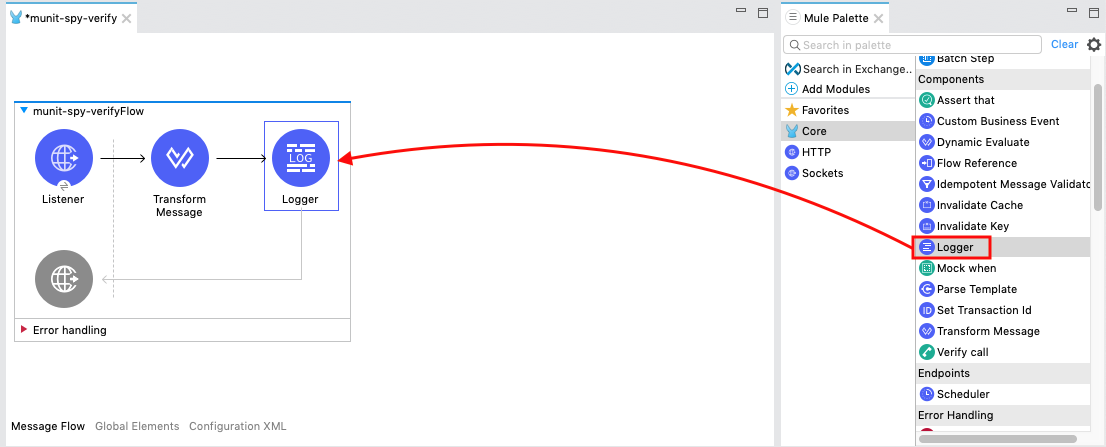 *munit-spy-verify
munit-spy-verifyFlow
LOG
Listener
Transform
Message
Logger
Error handling
Message Flow
Global Elements
Configuration XML
Mule Palette
Search in palette
Clear
Search in Exchange..
Add Modules
Favorites
Core
HTTP
Sockets
Batch Step
Components
Assert that
Custom Business Event
Dynamic Evaluate
Flow Reference
Idempotent Message Validato
Invalidate Cache
Invalidate Key
Logger
Mock when
Parse Template
ID
Set Transaction Id
Transform Message
Verify call
Endpoints
Scheduler
Error Handling